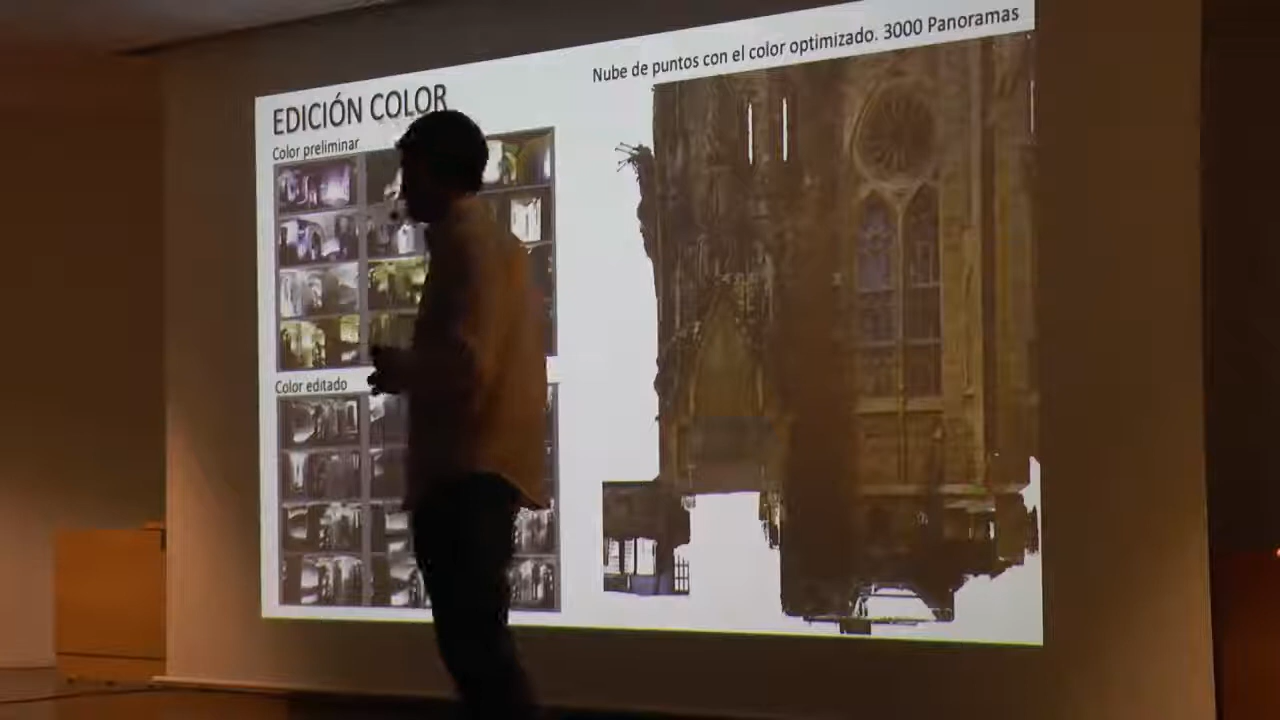 EDICIÓN COLOR
Color preliminar
Color editado
Nube de puntos con el color optimizado. 3000 Panoramas